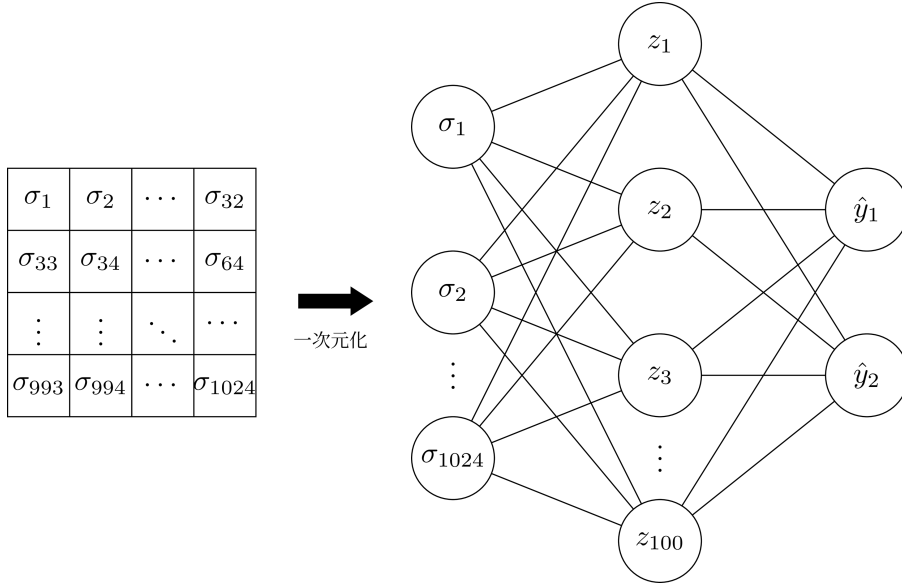 σ₁ σ₂ ⋯ σ₃₂
σ₃₃ σ₃₄ ⋯ σ₆₄
⋮ ⋮ ⋱ ⋯
σ₉₉₃ σ₉₉₄ ⋯ σ₁₀₂₄
一次元化
σ₁
σ₂
⋮
σ₁₀₂₄
z₁
z₂
z₃
⋮
z₁₀₀
ŷ₁
ŷ₂